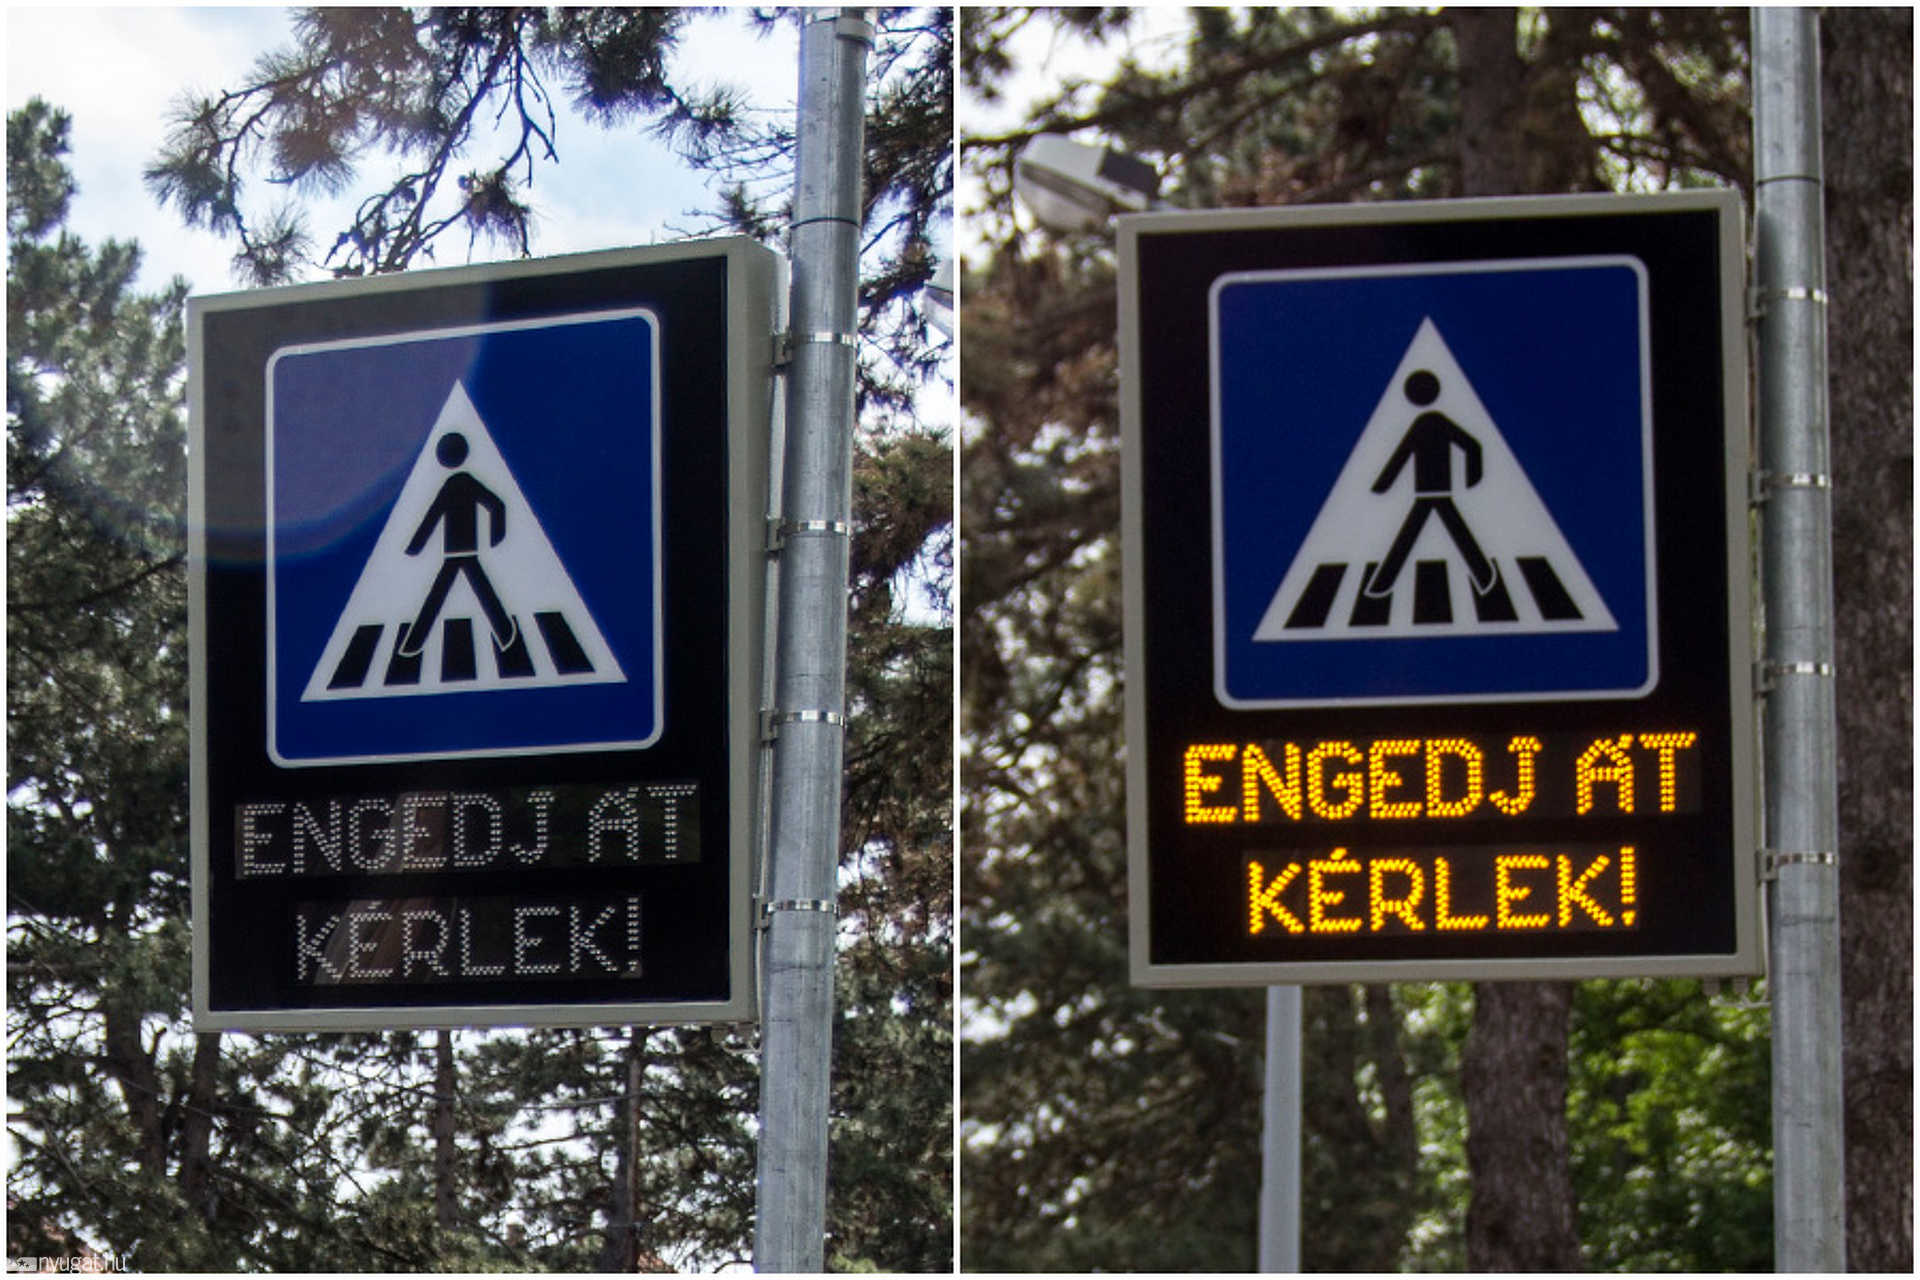 ENGEDJ ÁT
KÉRLEK!
ENGEDJ ÁT
KÉRLEK!
nyugat.hu